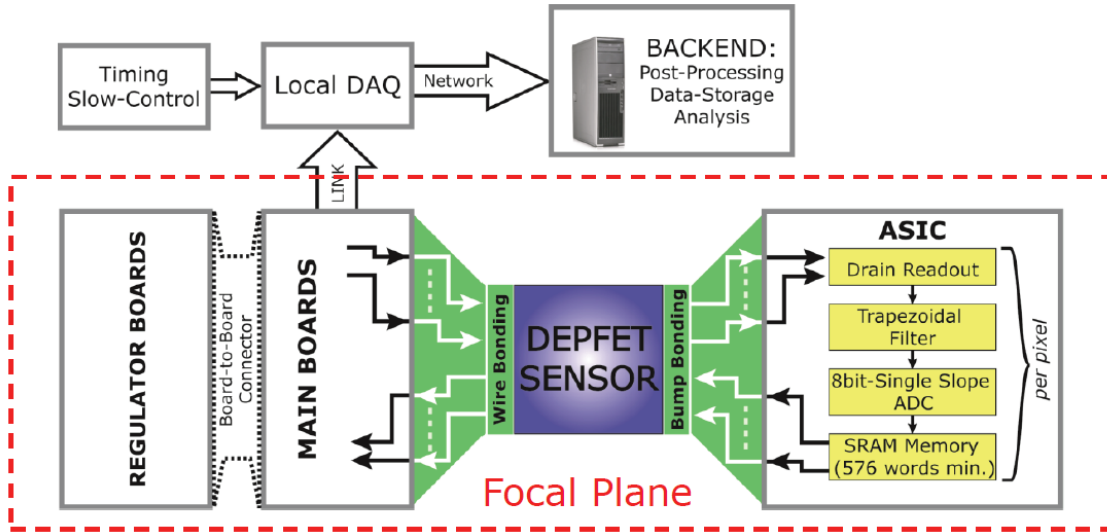 Timing
Slow-Control
Local DAQ
Network
BACKEND:
Post-Processing
Data-Storage
Analysis
LINK
REGULATOR BOARDS
Board-to-Board
Connector
MAIN BOARDS
Wire Bonding
DEPFET
SENSOR
Bump Bonding
ASIC
Drain Readout
Trapezoidal
Filter
8bit-Single Slope
ADC
SRAM Memory
(576 words min.)
per pixel
Focal Plane